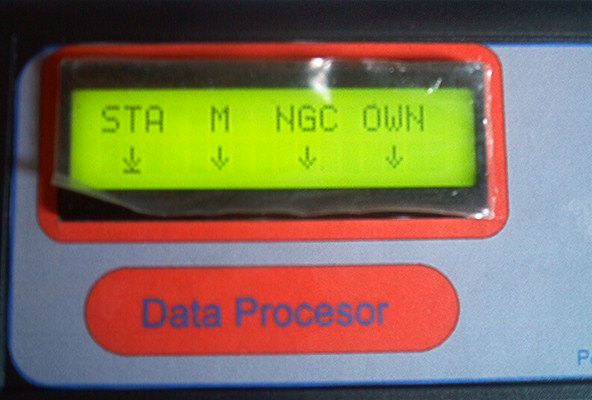 STA M NGC OWN
↓ ↓ ↓ ↓
Data Procesor